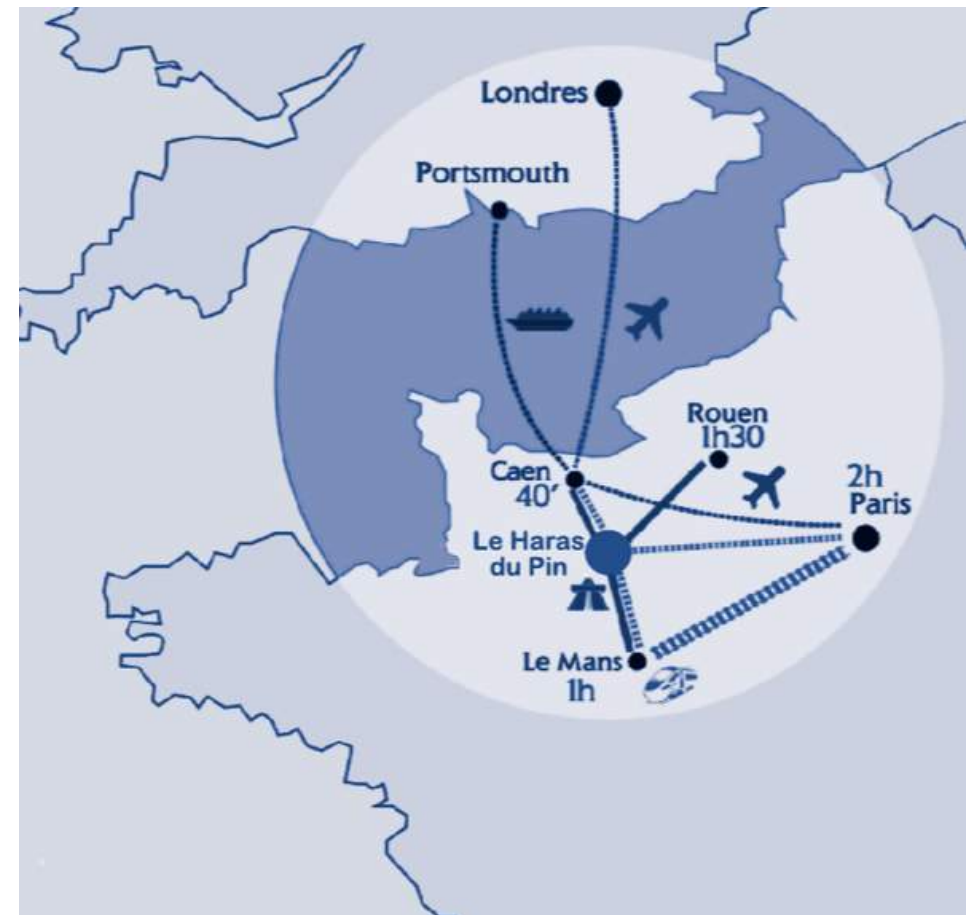 Londres
Portsmouth
Rouen
1h30
Caen
40'
2h
Paris
Le Haras
du Pin
Le Mans
1h